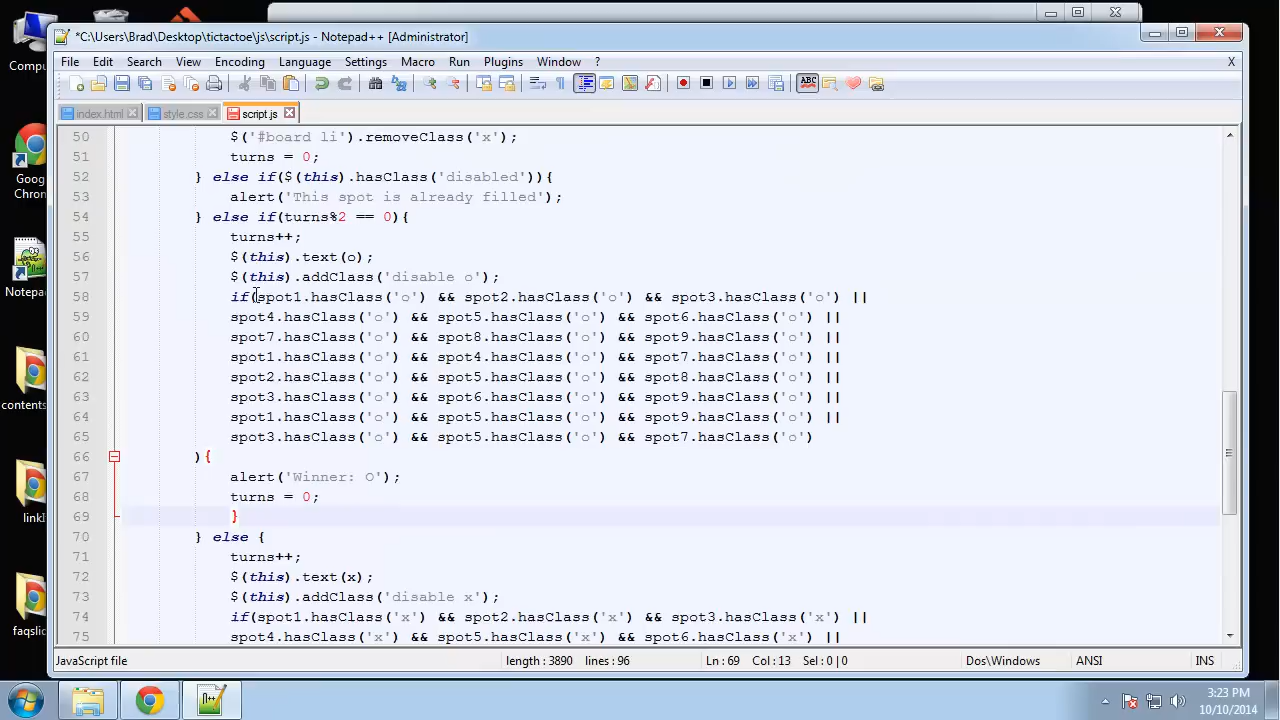 Compu
Goog
Chron
Notepad
contents
linkI
faqslid
*C:\Users\Brad\Desktop\tictactoe\js\script.js - Notepad++ [Administrator]
File Edit Search View Encoding Language Settings Macro Run Plugins Window ? X
index.html style.css script.js
50 $('#board li').removeClass('x');
51 turns = 0;
52 } else if($(this).hasClass('disabled')){
53 alert('This spot is already filled');
54 } else if(turns%2 == 0){
55 turns++;
56 $(this).text(o);
57 $(this).addClass('disable o');
58 if(spot1.hasClass('o') && spot2.hasClass('o') && spot3.hasClass('o') ||
59 spot4.hasClass('o') && spot5.hasClass('o') && spot6.hasClass('o') ||
60 spot7.hasClass('o') && spot8.hasClass('o') && spot9.hasClass('o') ||
61 spot1.hasClass('o') && spot4.hasClass('o') && spot7.hasClass('o') ||
62 spot2.hasClass('o') && spot5.hasClass('o') && spot8.hasClass('o') ||
63 spot3.hasClass('o') && spot6.hasClass('o') && spot9.hasClass('o') ||
64 spot1.hasClass('o') && spot5.hasClass('o') && spot9.hasClass('o') ||
65 spot3.hasClass('o') && spot5.hasClass('o') && spot7.hasClass('o')
66 ){
67 alert('Winner: O');
68 turns = 0;
69 }
70 } else {
71 turns++;
72 $(this).text(x);
73 $(this).addClass('disable x');
74 if(spot1.hasClass('x') && spot2.hasClass('x') && spot3.hasClass('x') ||
75 spot4.hasClass('x') && spot5.hasClass('x') && spot6.hasClass('x') ||
JavaScript file length : 3890 lines : 96 Ln : 69 Col : 13 Sel : 0 | 0 Dos\Windows ANSI INS
3:23 PM
10/10/2014